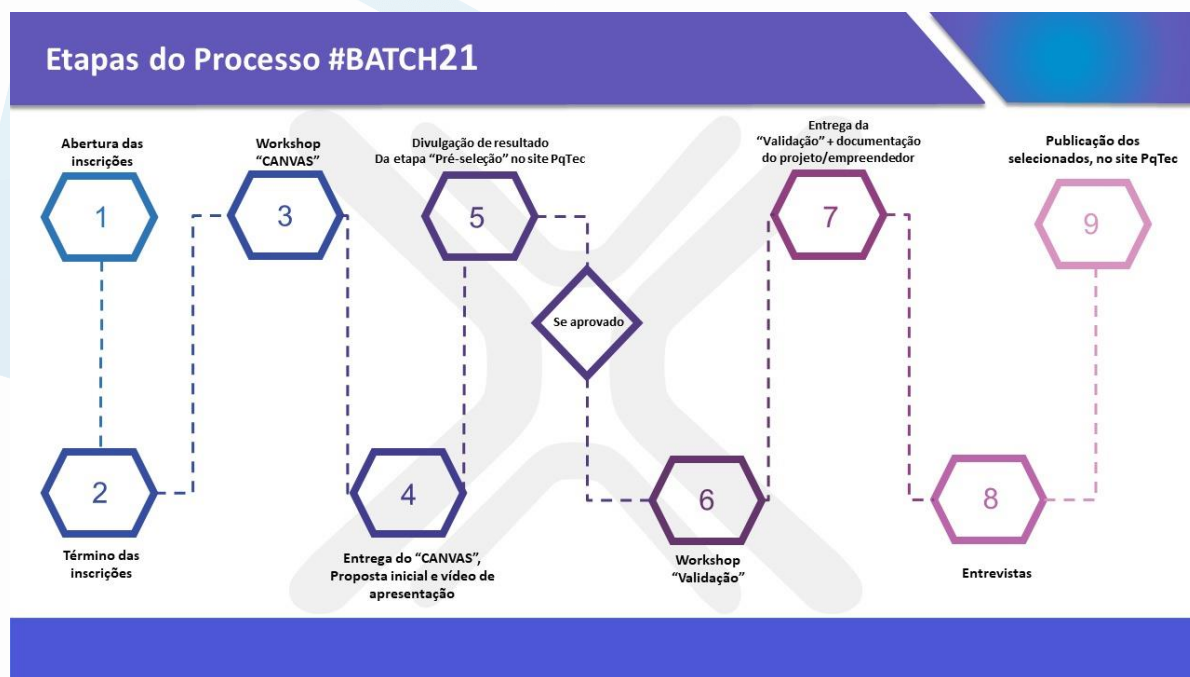 Etapas do Processo #BATCH21
Abertura das
inscrições
1
2
Término das
inscrições
Workshop
“CANVAS”
3
4
Entrega do “CANVAS”,
Proposta inicial e vídeo de
apresentação
Divulgação de resultado
Da etapa “Pré-seleção” no site PqTec
5
Se aprovado
6
Workshop
“Validação”
Entrega da
“Validação” + documentação
do projeto/empreendedor
7
8
Entrevistas
Publicação dos
selecionados, no site PqTec
9